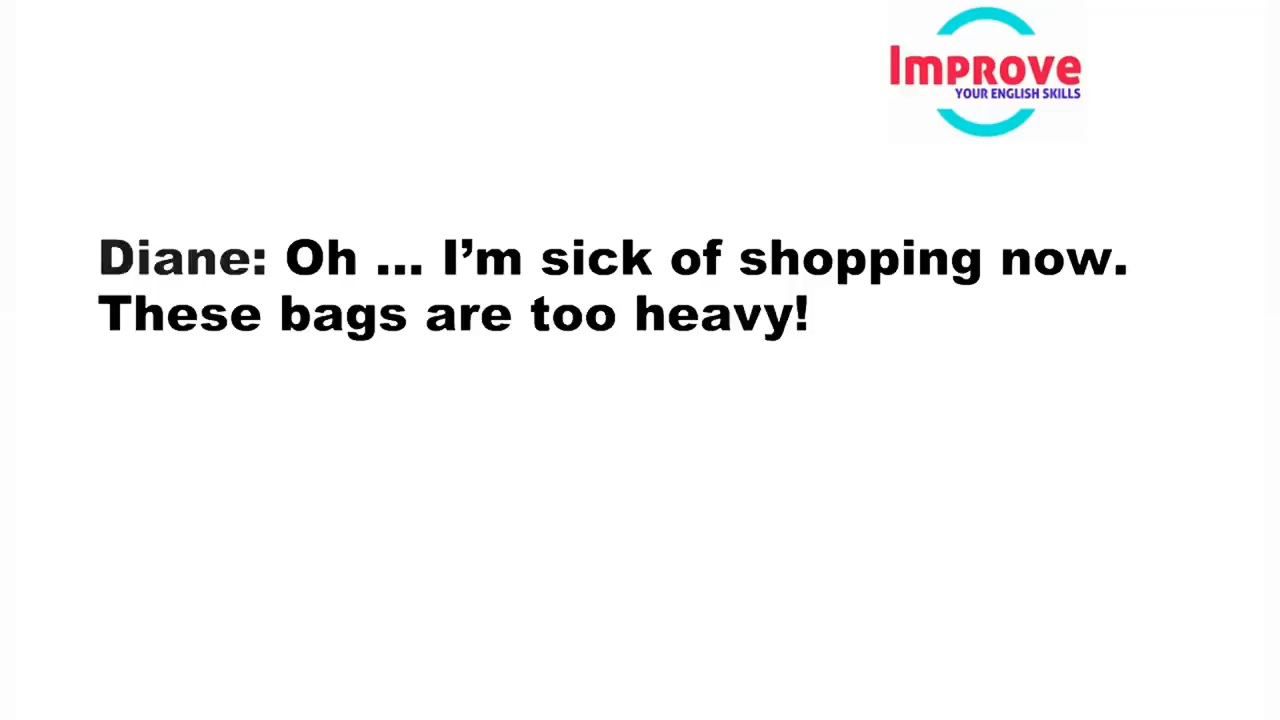 Improve
YOUR ENGLISH SKILLS
Diane: Oh ... I’m sick of shopping now.
These bags are too heavy!